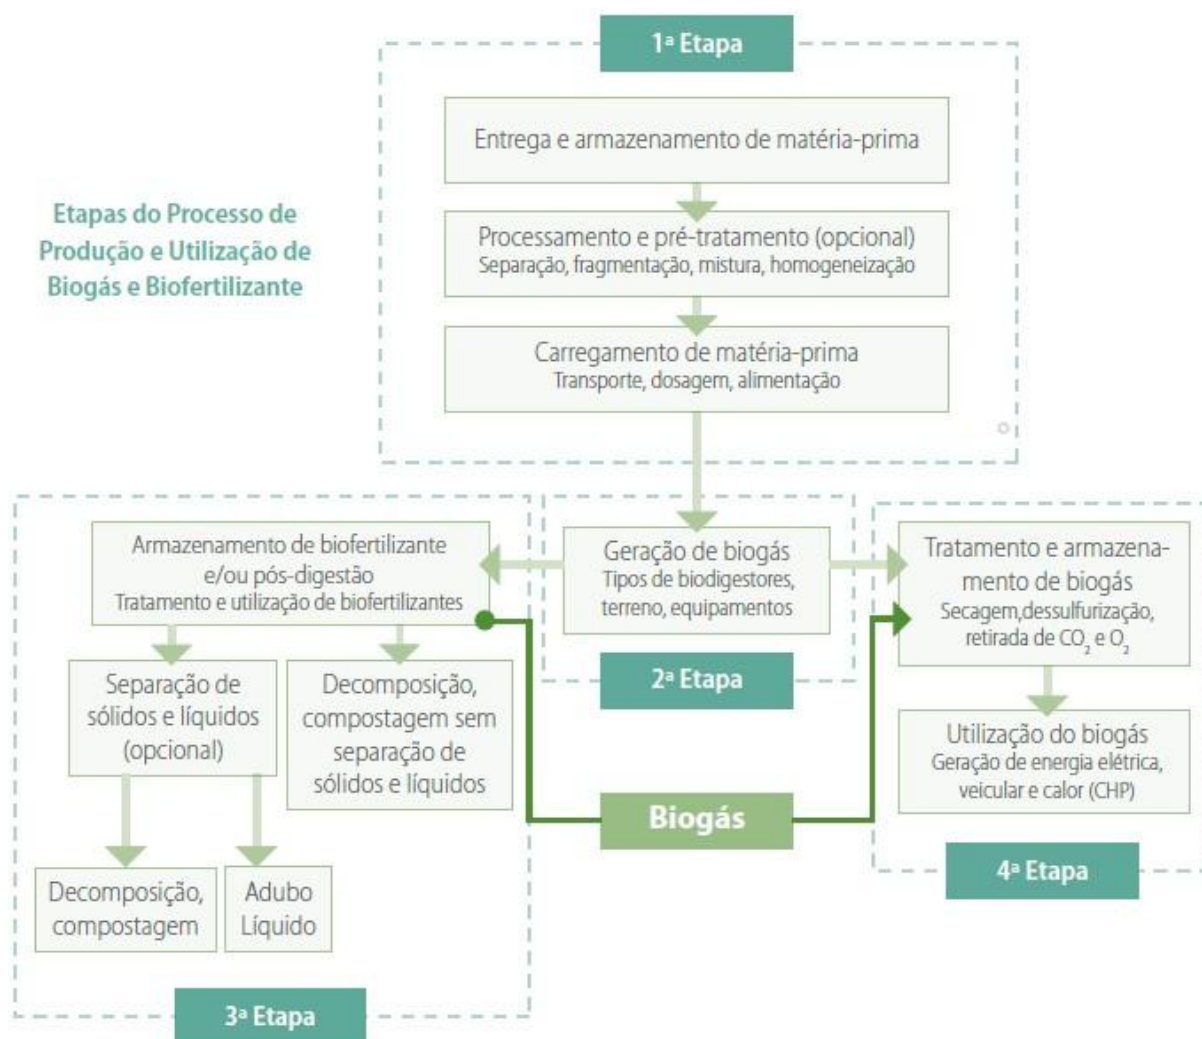 1ª Etapa
Entrega e armazenamento de matéria-prima
Etapas do Processo de
Produção e Utilização de
Biogás e Biofertilizante
Processamento e pré-tratamento (opcional)
Separação, fragmentação, mistura, homogeneização
Carregamento de matéria-prima
Transporte, dosagem, alimentação
Armazenamento de biofertilizante
e/ou pós-digestão
Tratamento e utilização de biofertilizantes
Separação de
sólidos e líquidos
(opcional)
Decomposição,
compostagem sem
separação de
sólidos e líquidos
Decomposição,
compostagem
Adubo
Líquido
3ª Etapa
Geração de biogás
Tipos de biodigestores,
terreno, equipamentos
2ª Etapa
Biogás
Tratamento e armazena-
mento de biogás
Secagem,dessulfurização,
retirada de CO₂ e O₂
Utilização do biogás
Geração de energia elétrica,
veicular e calor (CHP)
4ª Etapa